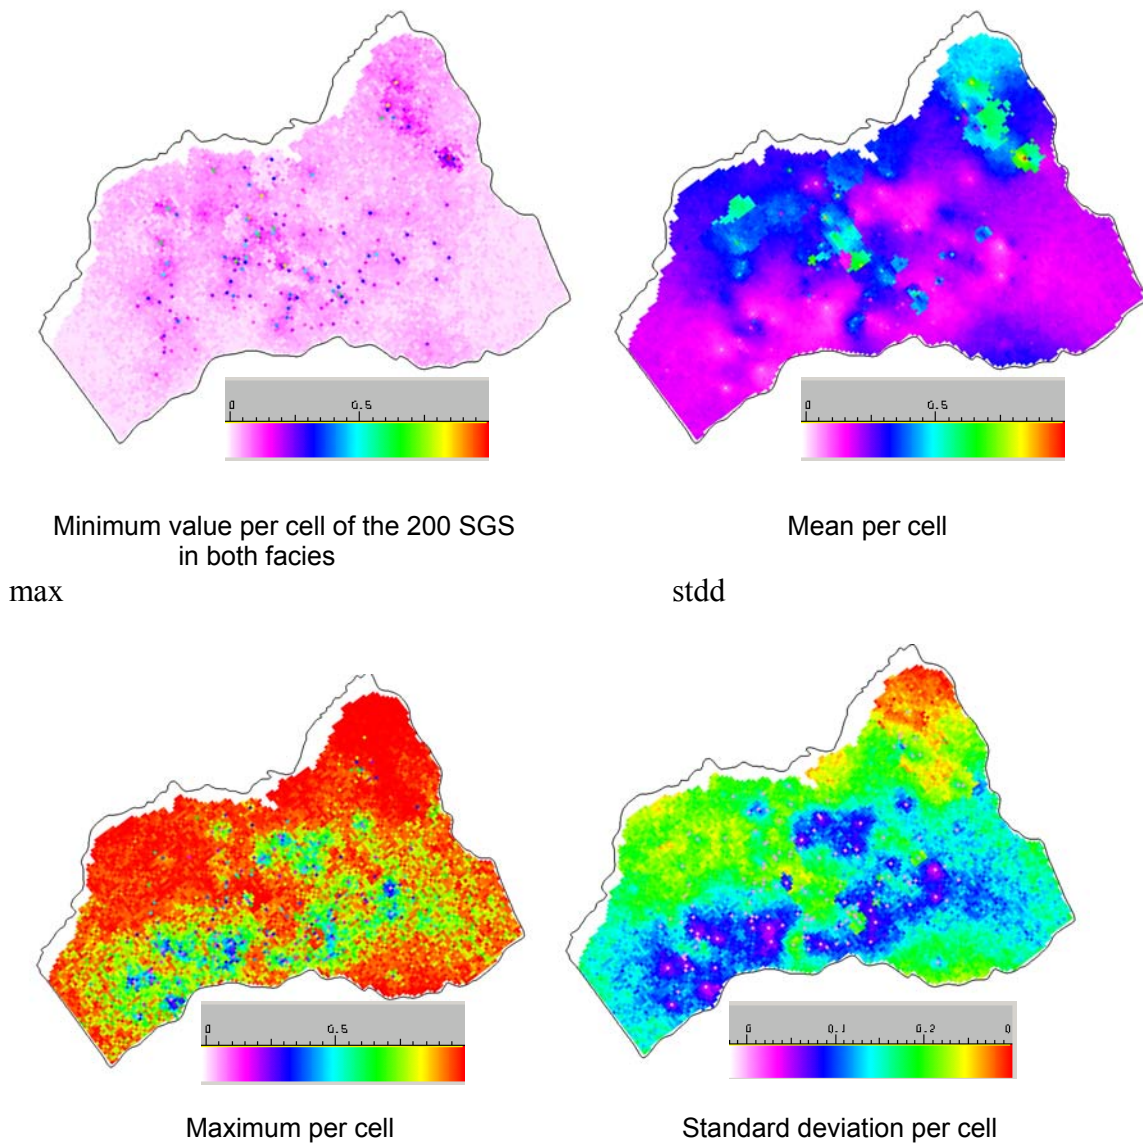 0 0.5
0 0.5
Minimum value per cell of the 200 SGS
in both facies
Mean per cell
max
stdd
0 0.5
0 0.1 0.2 0
Maximum per cell
Standard deviation per cell